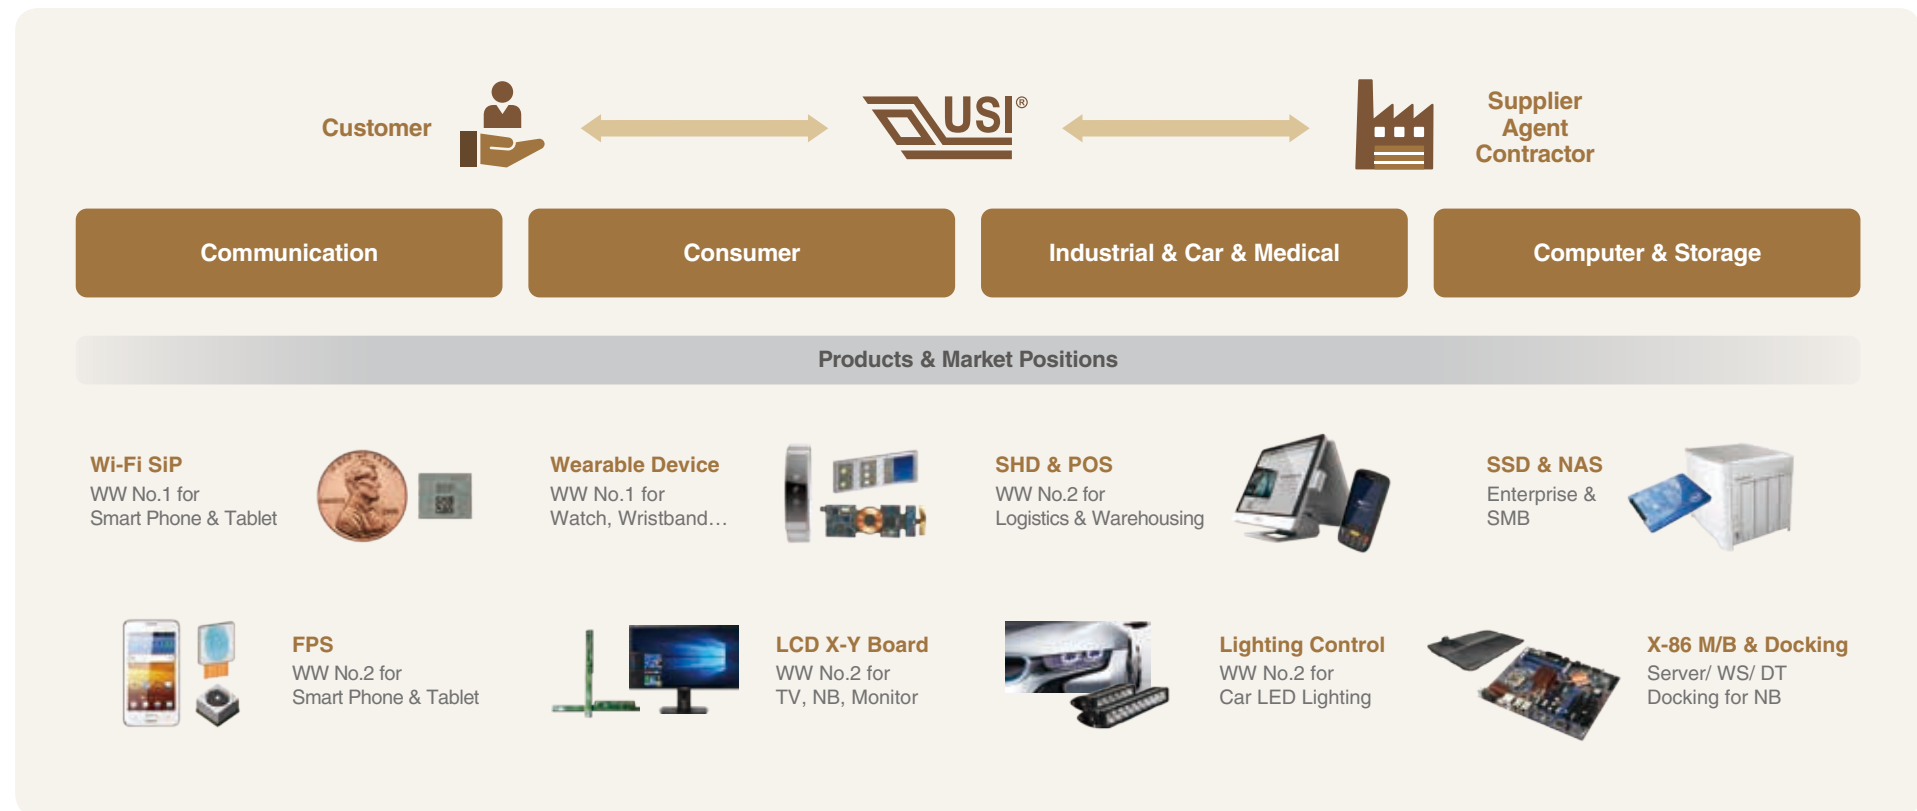 Customer
USI®
Supplier
Agent
Contractor
Communication
Consumer
Industrial & Car & Medical
Computer & Storage
Products & Market Positions
Wi-Fi SiP
WW No.1 for
Smart Phone & Tablet
Wearable Device
WW No.1 for
Watch, Wristband…
SHD & POS
WW No.2 for
Logistics & Warehousing
SSD & NAS
Enterprise &
SMB
FPS
WW No.2 for
Smart Phone & Tablet
LCD X-Y Board
WW No.2 for
TV, NB, Monitor
Lighting Control
WW No.2 for
Car LED Lighting
X-86 M/B & Docking
Server/ WS/ DT
Docking for NB